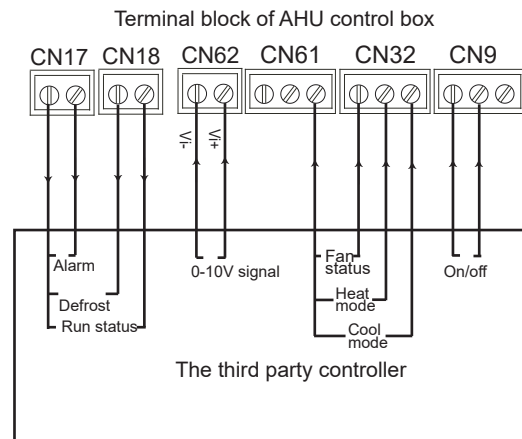 Terminal block of AHU control box
CN17 CN18 CN62 CN61 CN32 CN9
Vi- Vi+
Alarm
0-10V signal
Fan
status
On/off
Defrost
Heat
mode
Run status
Cool
mode
The third party controller